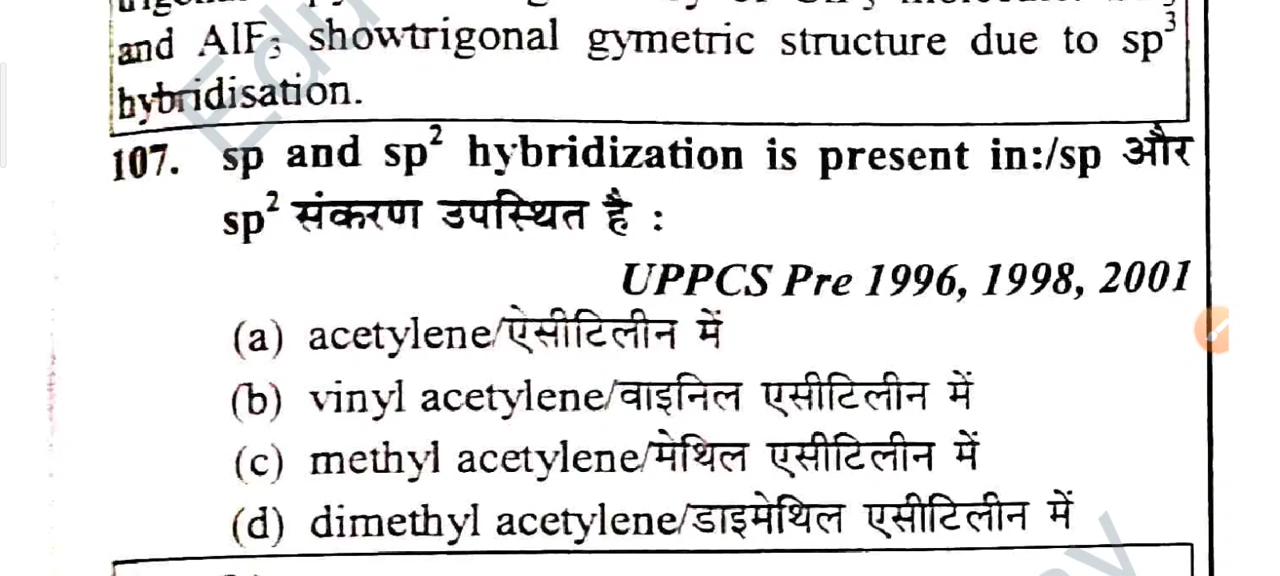 and AlF₃ showtrigonal gymetric structure due to sp³
hybridisation.
107. sp and sp² hybridization is present in:/sp और
sp² संकरण उपस्थित है :
UPPCS Pre 1996, 1998, 2001
(a) acetylene/ऐसीटिलीन में
(b) vinyl acetylene/वाइनिल एसीटिलीन में
(c) methyl acetylene/मेथिल एसीटिलीन में
(d) dimethyl acetylene/डाइमेथिल एसीटिलीन में